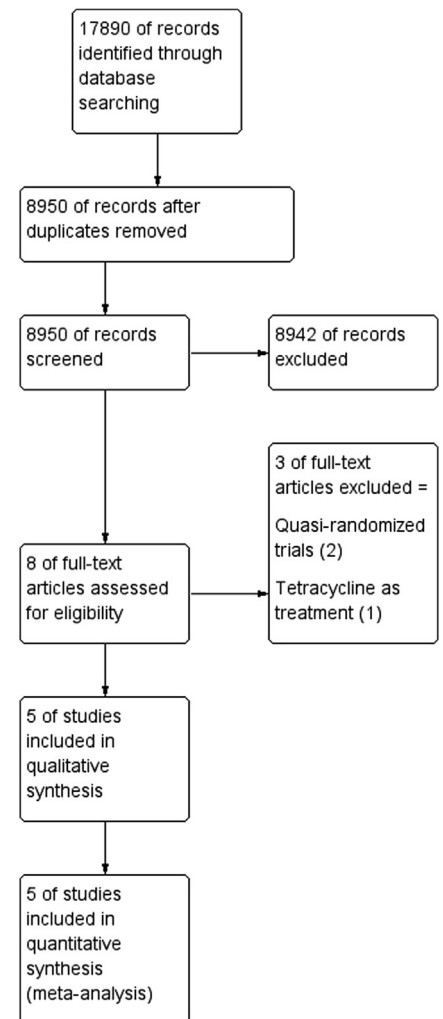 17890 of records
identified through
database
searching
8950 of records after
duplicates removed
8950 of records
screened
8942 of records
excluded
3 of full-text
articles excluded =
Quasi-randomized
trials (2)
Tetracycline as
treatment (1)
8 of full-text
articles assessed
for eligibility
5 of studies
included in
qualitative
synthesis
5 of studies
included in
quantitative
synthesis
(meta-analysis)